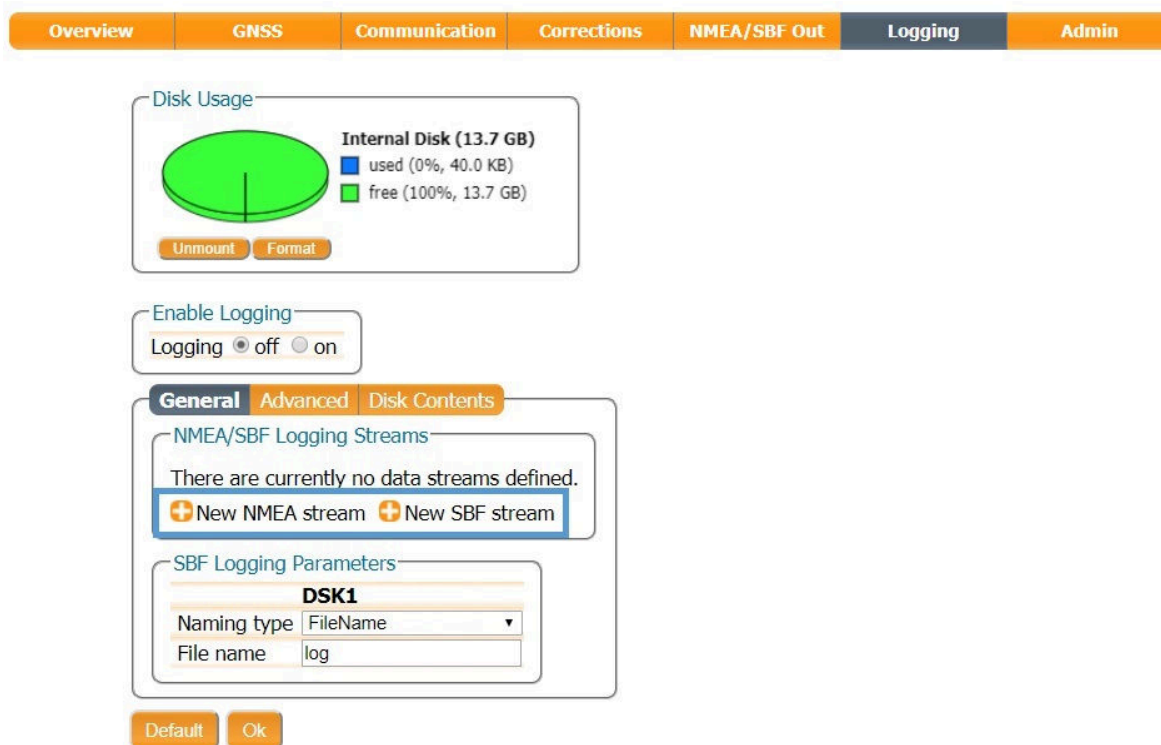 Overview GNSS Communication Corrections NMEA/SBF Out Logging Admin
Disk Usage
Internal Disk (13.7 GB)
used (0%, 40.0 KB)
free (100%, 13.7 GB)
Unmount Format
Enable Logging
Logging off on
General Advanced Disk Contents
NMEA/SBF Logging Streams
There are currently no data streams defined.
New NMEA stream New SBF stream
SBF Logging Parameters
DSK1
Naming type FileName
File name log
Default Ok